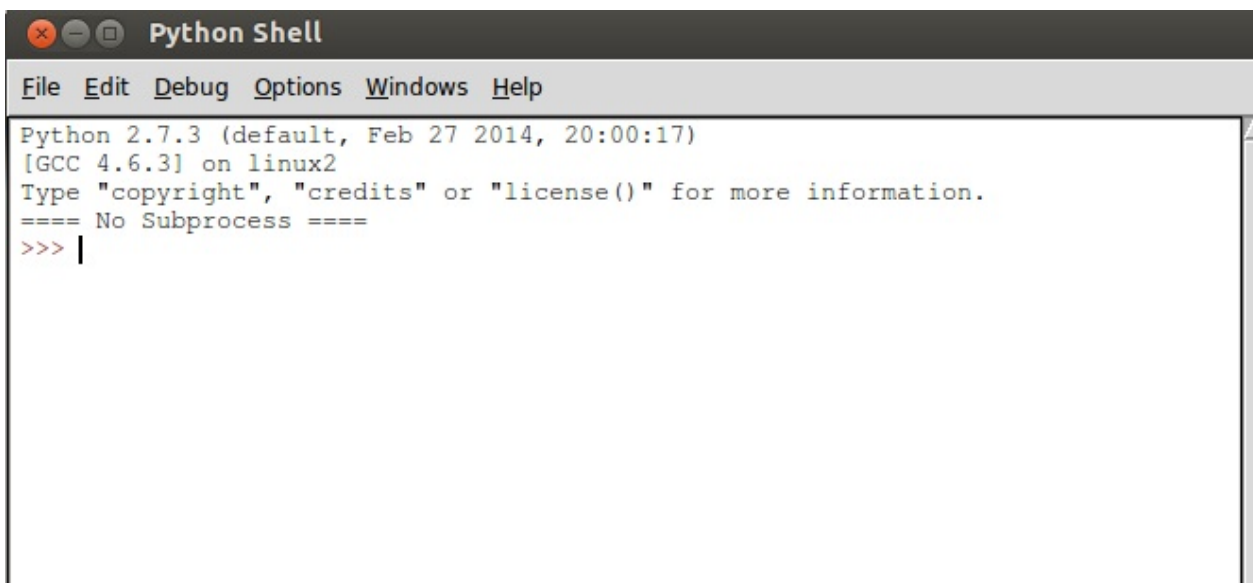 Python Shell
File Edit Debug Options Windows Help
Python 2.7.3 (default, Feb 27 2014, 20:00:17)
[GCC 4.6.3] on linux2
Type "copyright", "credits" or "license()" for more information.
==== No Subprocess ====
>>>